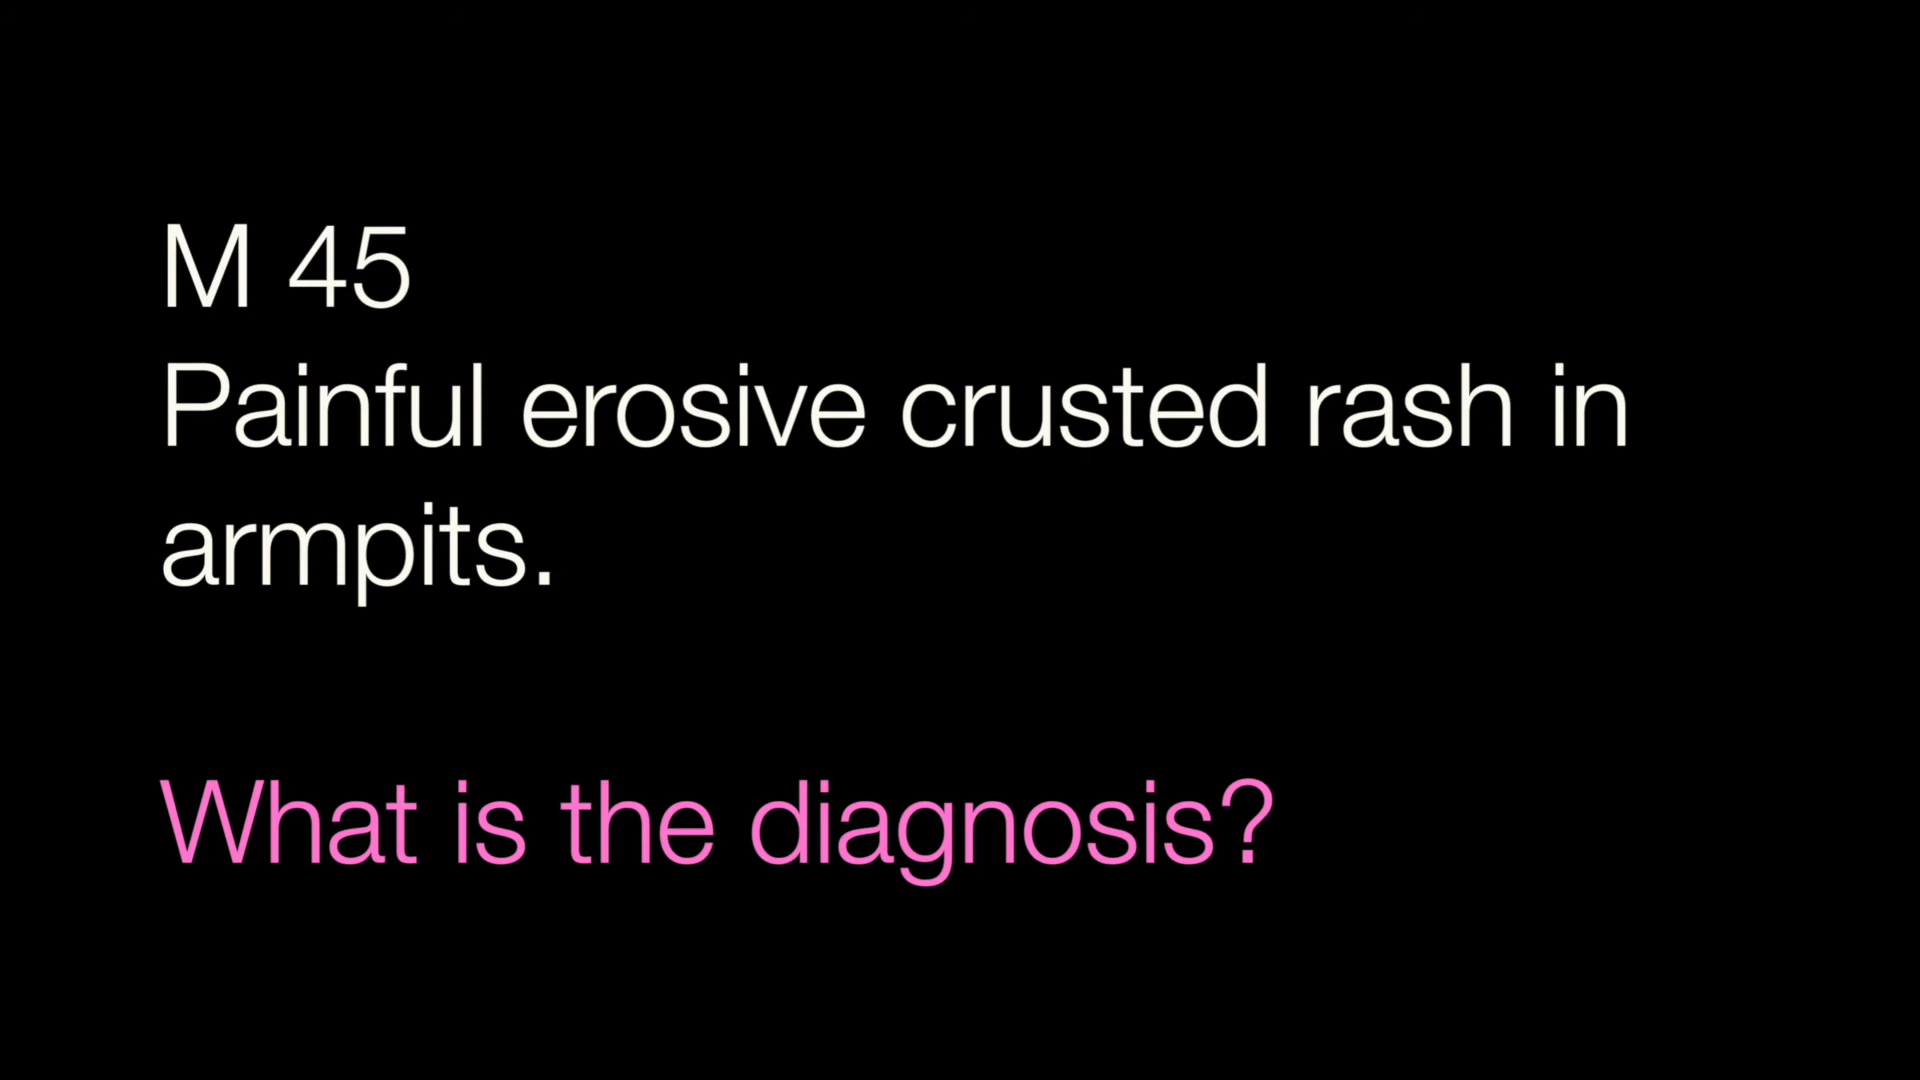 M 45
Painful erosive crusted rash in
armpits.
What is the diagnosis?